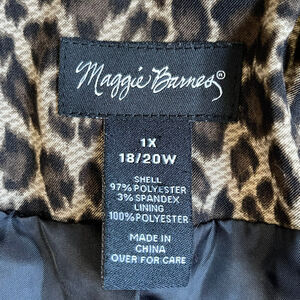 Maggie Barnes®
1X
18/20W
SHELL
97% POLYESTER
3% SPANDEX
LINING
100% POLYESTER
MADE IN
CHINA
OVER FOR CARE